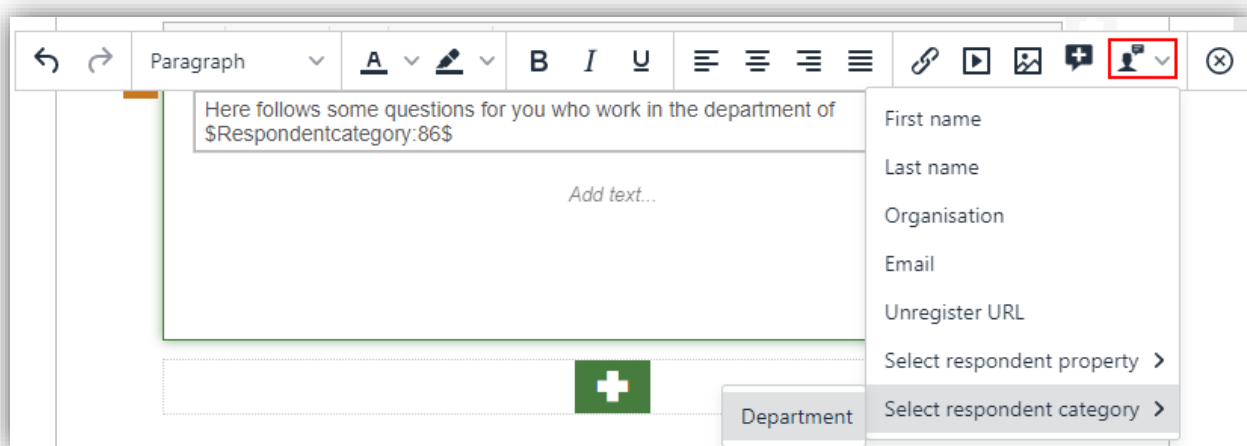 Paragraph
A
B I U
Here follows some questions for you who work in the department of
$Respondentcategory:86$
Add text...
First name
Last name
Organisation
Email
Unregister URL
Select respondent property
Select respondent category
Department